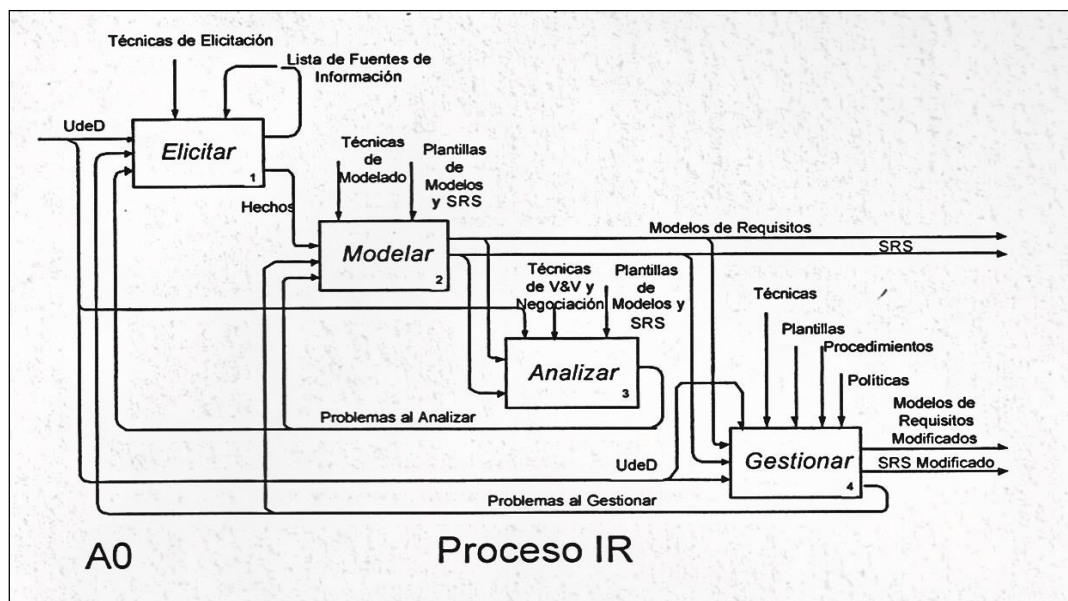 Técnicas de Elicitación
Lista de Fuentes de
Información
UdeD
Elicitar
1
Hechos
Técnicas
de
Modelado
Plantillas
de
Modelos
y SRS
Modelar
2
Modelos de Requisitos
SRS
Técnicas
de V&V y
Negociación
Plantillas
de
Modelos y
SRS
Analizar
3
Técnicas
Plantillas
Procedimientos
Políticas
Problemas al Analizar
UdeD
Gestionar
4
Modelos de
Requisitos
Modificados
SRS Modificado
Problemas al Gestionar
A0
Proceso IR